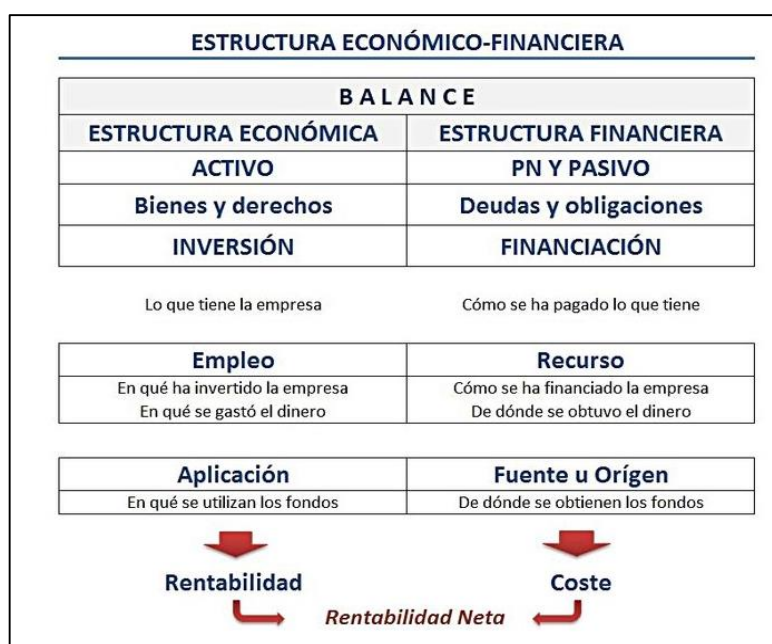 ESTRUCTURA ECONÓMICO-FINANCIERA
B A L A N C E
ESTRUCTURA ECONÓMICA
ESTRUCTURA FINANCIERA
ACTIVO
PN Y PASIVO
Bienes y derechos
Deudas y obligaciones
INVERSIÓN
FINANCIACIÓN
Lo que tiene la empresa
Cómo se ha pagado lo que tiene
Empleo
Recurso
En qué ha invertido la empresa
Cómo se ha financiado la empresa
En qué se gastó el dinero
De dónde se obtuvo el dinero
Aplicación
Fuente u Orígen
En qué se utilizan los fondos
De dónde se obtienen los fondos
Rentabilidad
Coste
Rentabilidad Neta